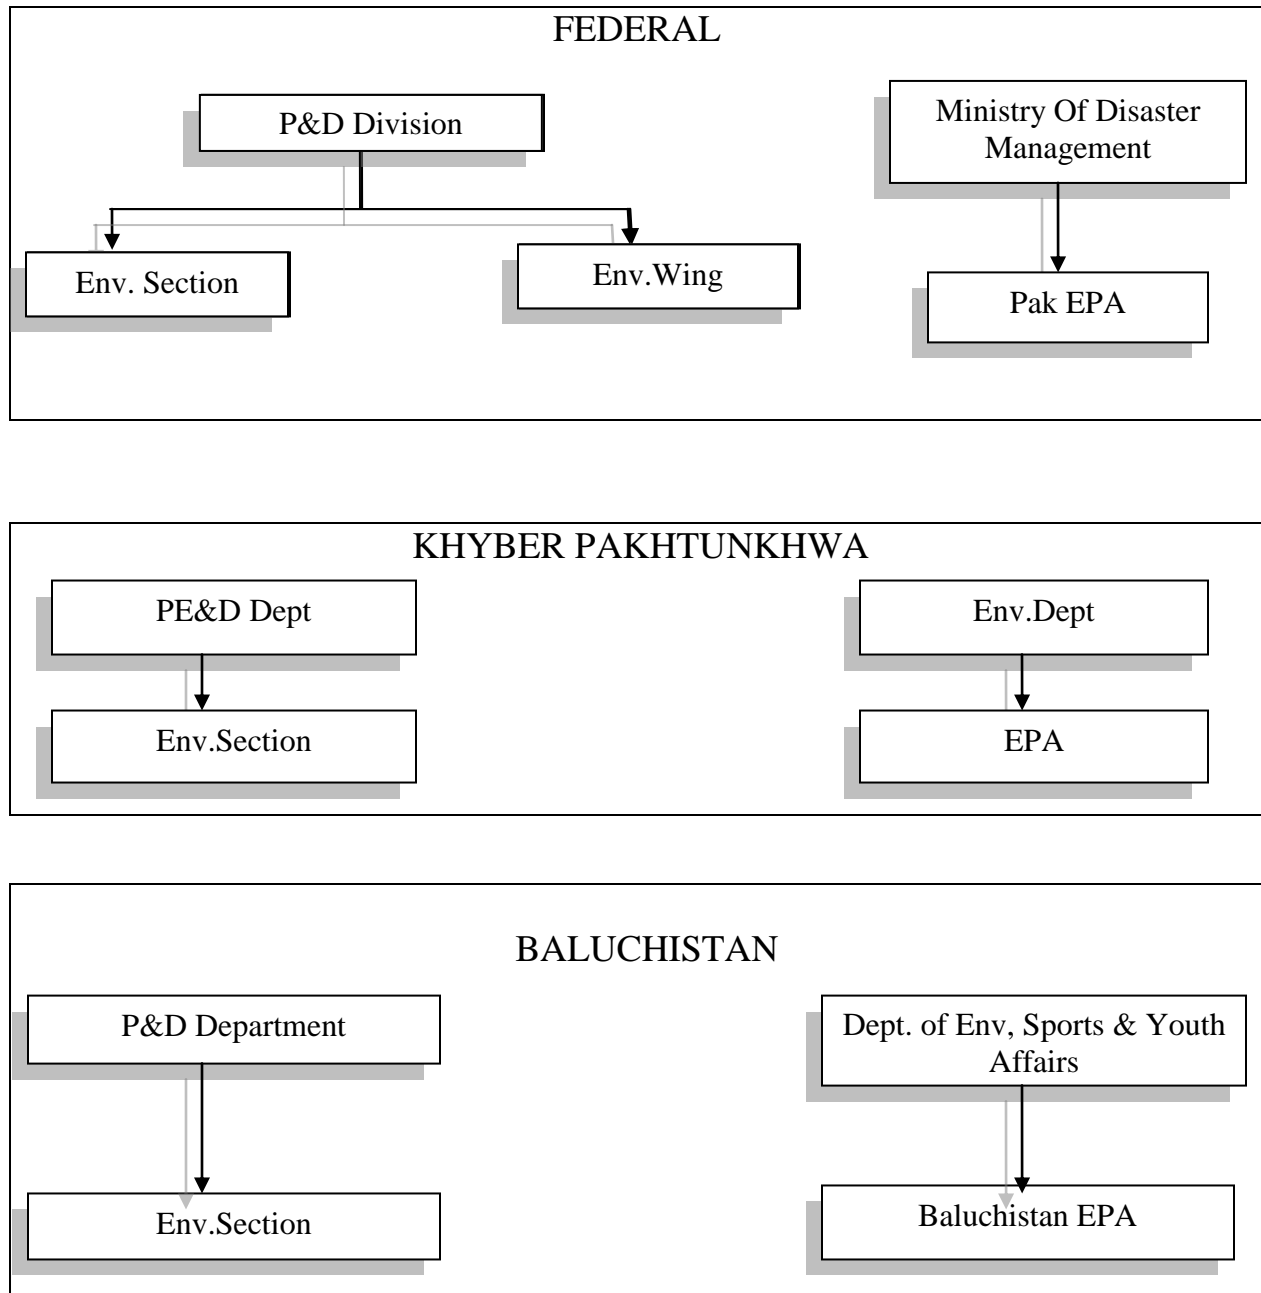 FEDERAL
P&D Division
Ministry Of Disaster
Management
Env. Section
Env.Wing
Pak EPA
KHYBER PAKHTUNKHWA
PE&D Dept
Env.Dept
Env.Section
EPA
BALUCHISTAN
P&D Department
Dept. of Env, Sports & Youth
Affairs
Env.Section
Baluchistan EPA